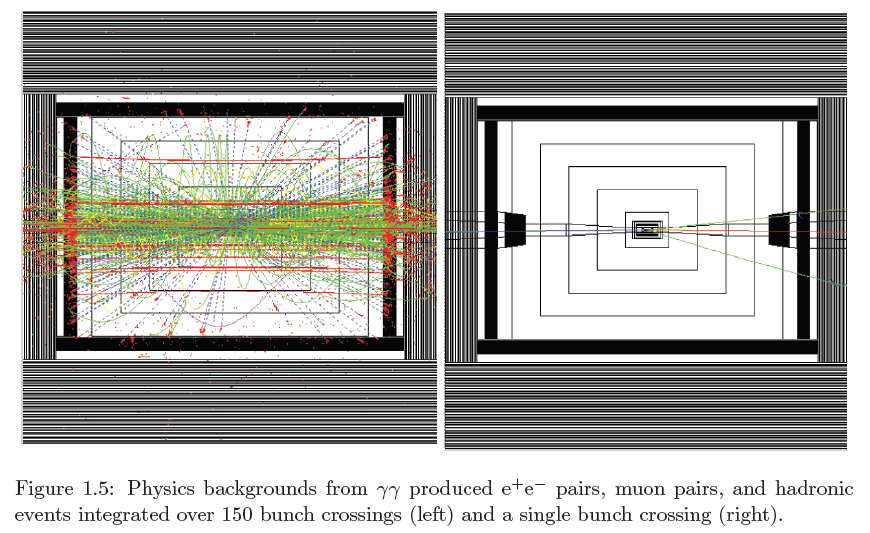 Figure 1.5: Physics backgrounds from γγ produced e⁺e⁻ pairs, muon pairs, and hadronic
events integrated over 150 bunch crossings (left) and a single bunch crossing (right).